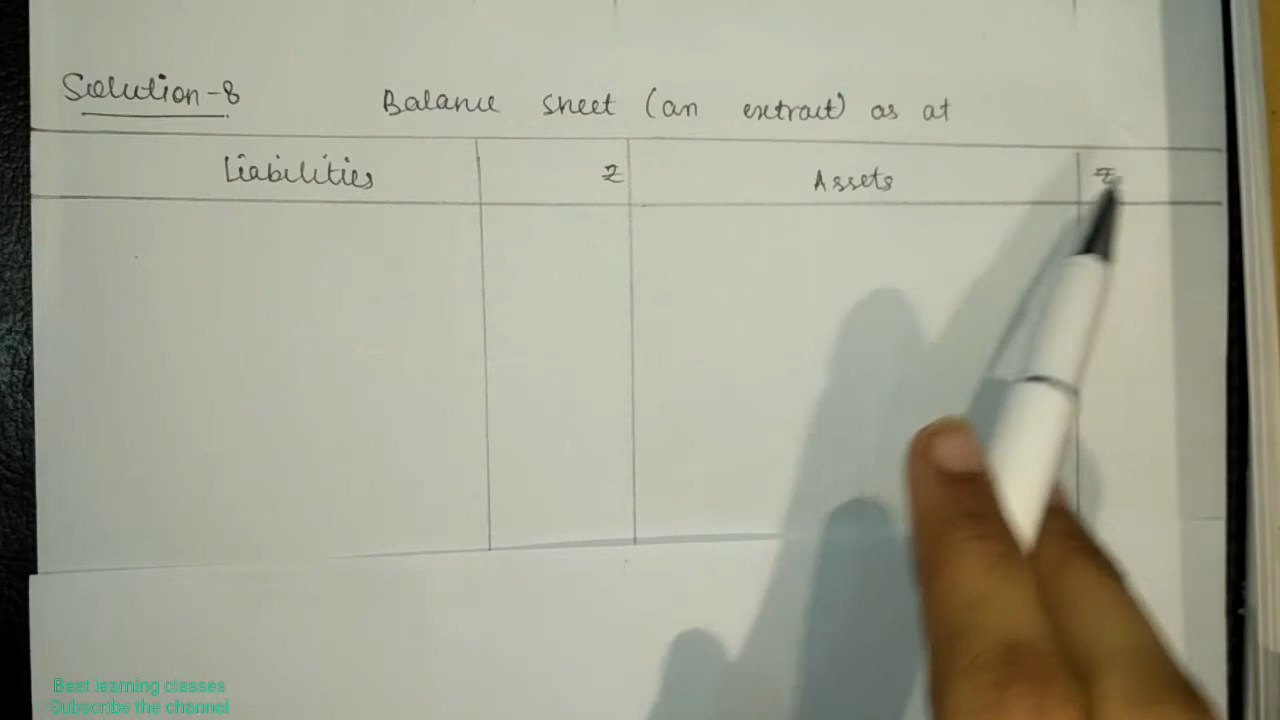 Solution-8
Balance sheet (an extract) as at
Liabilities ₹ Assets ₹
Best learning classes
Subscribe the channel